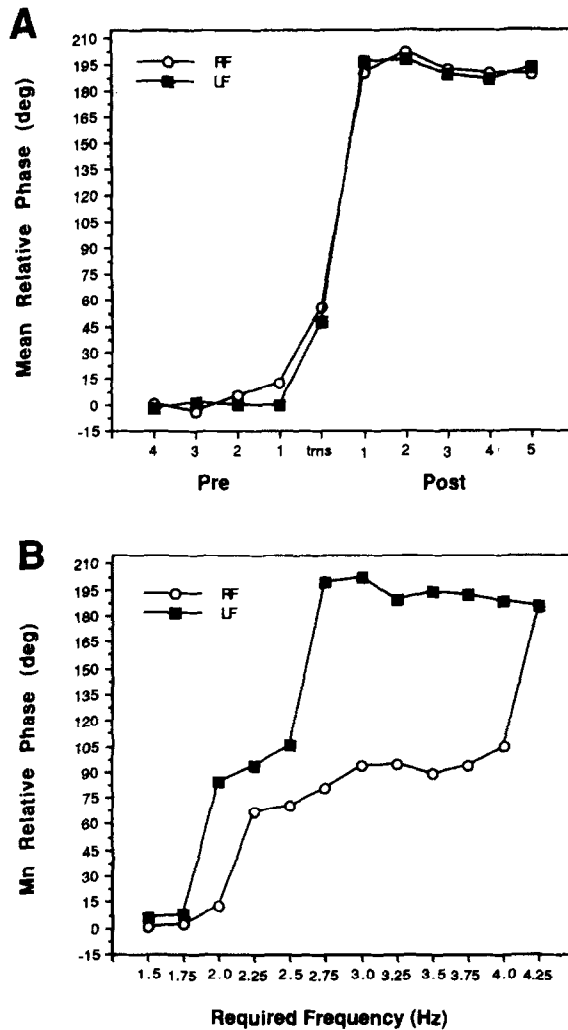 A
Mean Relative Phase (deg)
210
195
180
165
150
135
120
105
90
75
60
45
30
15
0
-15
RF
LF
4 3 2 1 trns 1 2 3 4 5
Pre Post
B
Mn Relative Phase (deg)
210
195
180
165
150
135
120
105
90
75
60
45
30
15
0
-15
RF
LF
1.5 1.75 2.0 2.25 2.5 2.75 3.0 3.25 3.5 3.75 4.0 4.25
Required Frequency (Hz)